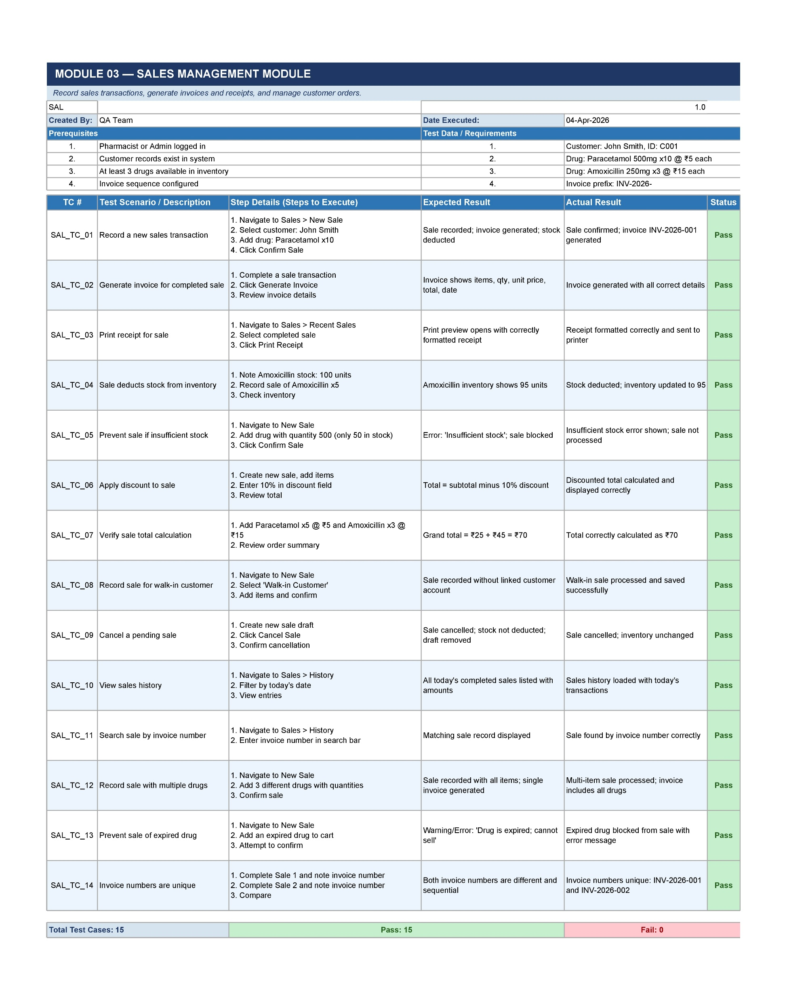 MODULE 03 — SALES MANAGEMENT MODULE
Record sales transactions, generate invoices and receipts, and manage customer orders.
SAL 1.0
Created By: QA Team Date Executed: 04-Apr-2026
Prerequisites Test Data / Requirements
1. Pharmacist or Admin logged in 1. Customer: John Smith, ID: C001
2. Customer records exist in system 2. Drug: Paracetamol 500mg x10 @ ₹5 each
3. At least 3 drugs available in inventory 3. Drug: Amoxicillin 250mg x3 @ ₹15 each
4. Invoice sequence configured 4. Invoice prefix: INV-2026-
TC # Test Scenario / Description Step Details (Steps to Execute) Expected Result Actual Result Status
SAL_TC_01
Record a new sales transaction
1. Navigate to Sales > New Sale
2. Select customer: John Smith
3. Add drug: Paracetamol x10
4. Click Confirm Sale
Sale recorded; invoice generated; stock
deducted
Sale confirmed; invoice INV-2026-001
generated
Pass
SAL_TC_02
Generate invoice for completed sale
1. Complete a sale transaction
2. Click Generate Invoice
3. Review invoice details
Invoice shows items, qty, unit price,
total, date
Invoice generated with all correct details
Pass
SAL_TC_03
Print receipt for sale
1. Navigate to Sales > Recent Sales
2. Select completed sale
3. Click Print Receipt
Print preview opens with correctly
formatted receipt
Receipt formatted correctly and sent to
printer
Pass
SAL_TC_04
Sale deducts stock from inventory
1. Note Amoxicillin stock: 100 units
2. Record sale of Amoxicillin x5
3. Check inventory
Amoxicillin inventory shows 95 units
Stock deducted; inventory updated to 95
Pass
SAL_TC_05
Prevent sale if insufficient stock
1. Navigate to New Sale
2. Add drug with quantity 500 (only 50 in stock)
3. Click Confirm Sale
Error: 'Insufficient stock'; sale blocked
Insufficient stock error shown; sale not
processed
Pass
SAL_TC_06
Apply discount to sale
1. Create new sale, add items
2. Enter 10% in discount field
3. Review total
Total = subtotal minus 10% discount
Discounted total calculated and
displayed correctly
Pass
SAL_TC_07
Verify sale total calculation
1. Add Paracetamol x5 @ ₹5 and Amoxicillin x3 @
₹15
2. Review order summary
Grand total = ₹25 + ₹45 = ₹70
Total correctly calculated as ₹70
Pass
SAL_TC_08
Record sale for walk-in customer
1. Navigate to New Sale
2. Select 'Walk-in Customer'
3. Add items and confirm
Sale recorded without linked customer
account
Walk-in sale processed and saved
successfully
Pass
SAL_TC_09
Cancel a pending sale
1. Create new sale draft
2. Click Cancel Sale
3. Confirm cancellation
Sale cancelled; stock not deducted;
draft removed
Sale cancelled; inventory unchanged
Pass
SAL_TC_10
View sales history
1. Navigate to Sales > History
2. Filter by today's date
3. View entries
All today's completed sales listed with
amounts
Sales history loaded with today's
transactions
Pass
SAL_TC_11
Search sale by invoice number
1. Navigate to Sales > History
2. Enter invoice number in search bar
Matching sale record displayed
Sale found by invoice number correctly
Pass
SAL_TC_12
Record sale with multiple drugs
1. Navigate to New Sale
2. Add 3 different drugs with quantities
3. Confirm sale
Sale recorded with all items; single
invoice generated
Multi-item sale processed; invoice
includes all drugs
Pass
SAL_TC_13
Prevent sale of expired drug
1. Navigate to New Sale
2. Add an expired drug to cart
3. Attempt to confirm
Warning/Error: 'Drug is expired; cannot
sell'
Expired drug blocked from sale with
error message
Pass
SAL_TC_14
Invoice numbers are unique
1. Complete Sale 1 and note invoice number
2. Complete Sale 2 and note invoice number
3. Compare
Both invoice numbers are different and
sequential
Invoice numbers unique: INV-2026-001
and INV-2026-002
Pass
Total Test Cases: 15 Pass: 15 Fail: 0